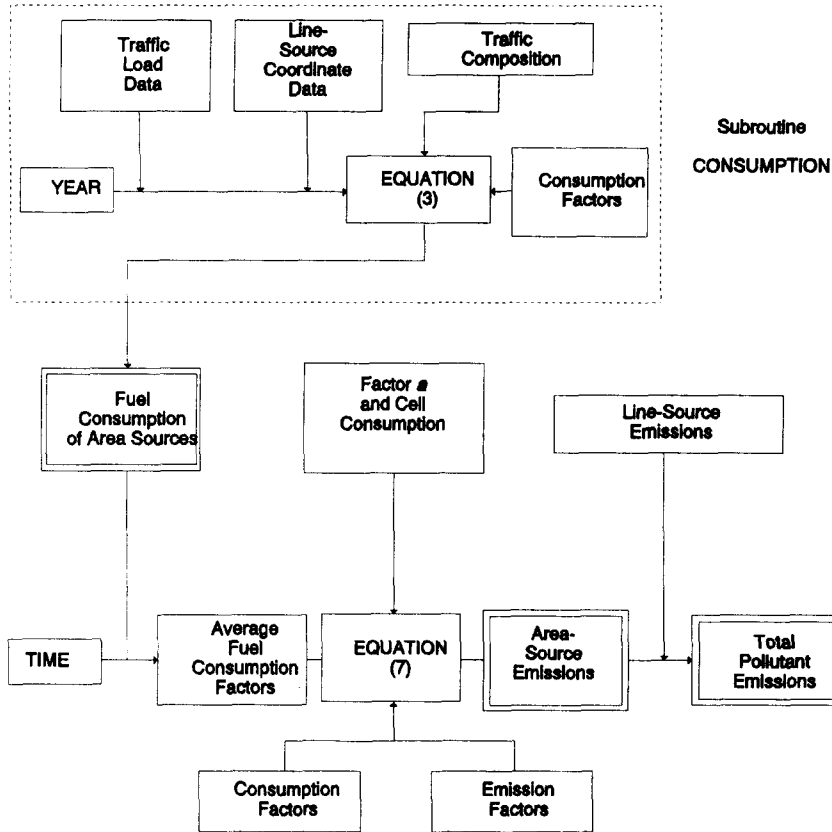 Traffic
Load
Data
Line-
Source
Coordinate
Data
Traffic
Composition
Subroutine
CONSUMPTION
YEAR
EQUATION
(3)
Consumption
Factors
Fuel
Consumption
of Area Sources
Factor a
and Cell
Consumption
Line-Source
Emissions
TIME
Average
Fuel
Consumption
Factors
EQUATION
(7)
Area-
Source
Emissions
Total
Pollutant
Emissions
Consumption
Factors
Emission
Factors